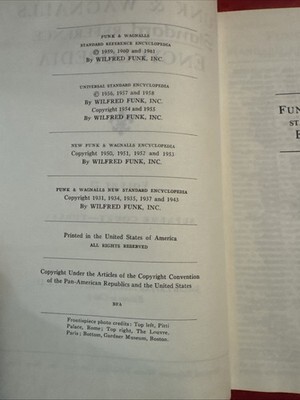 FUNK & WAGNALLS
STANDARD REFERENCE ENCYCLOPEDIA
© 1959, 1960 and 1961
By WILFRED FUNK, INC.
UNIVERSAL STANDARD ENCYCLOPEDIA
© 1956, 1957 and 1958
By WILFRED FUNK, INC.
Copyright 1954 and 1955
By WILFRED FUNK, INC.
NEW FUNK & WAGNALLS ENCYCLOPEDIA
Copyright 1950, 1951, 1952 and 1953
By WILFRED FUNK, INC.
FUNK & WAGNALLS NEW STANDARD ENCYCLOPEDIA
Copyright 1931, 1934, 1935, 1937 and 1943
By WILFRED FUNK, INC.
Printed in the United States of America
ALL RIGHTS RESERVED
Copyright Under the Articles of the Copyright Convention
of the Pan-American Republics and the United States
Frontispiece photo credits: Top left, Pitti
Palace, Rome; Top right, The Louvre,
Paris; Bottom, Gardner Museum, Boston
FUN
STA
E